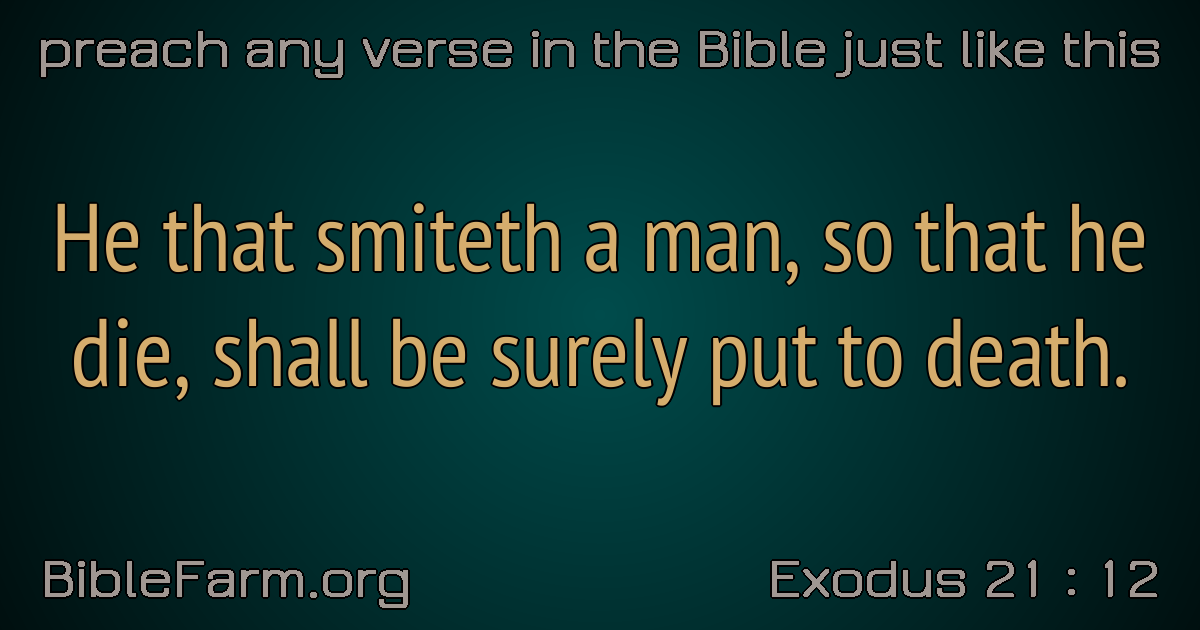 preach any verse in the Bible just like this
He that smiteth a man, so that he
die, shall be surely put to death.
BibleFarm.org
Exodus 21 : 12